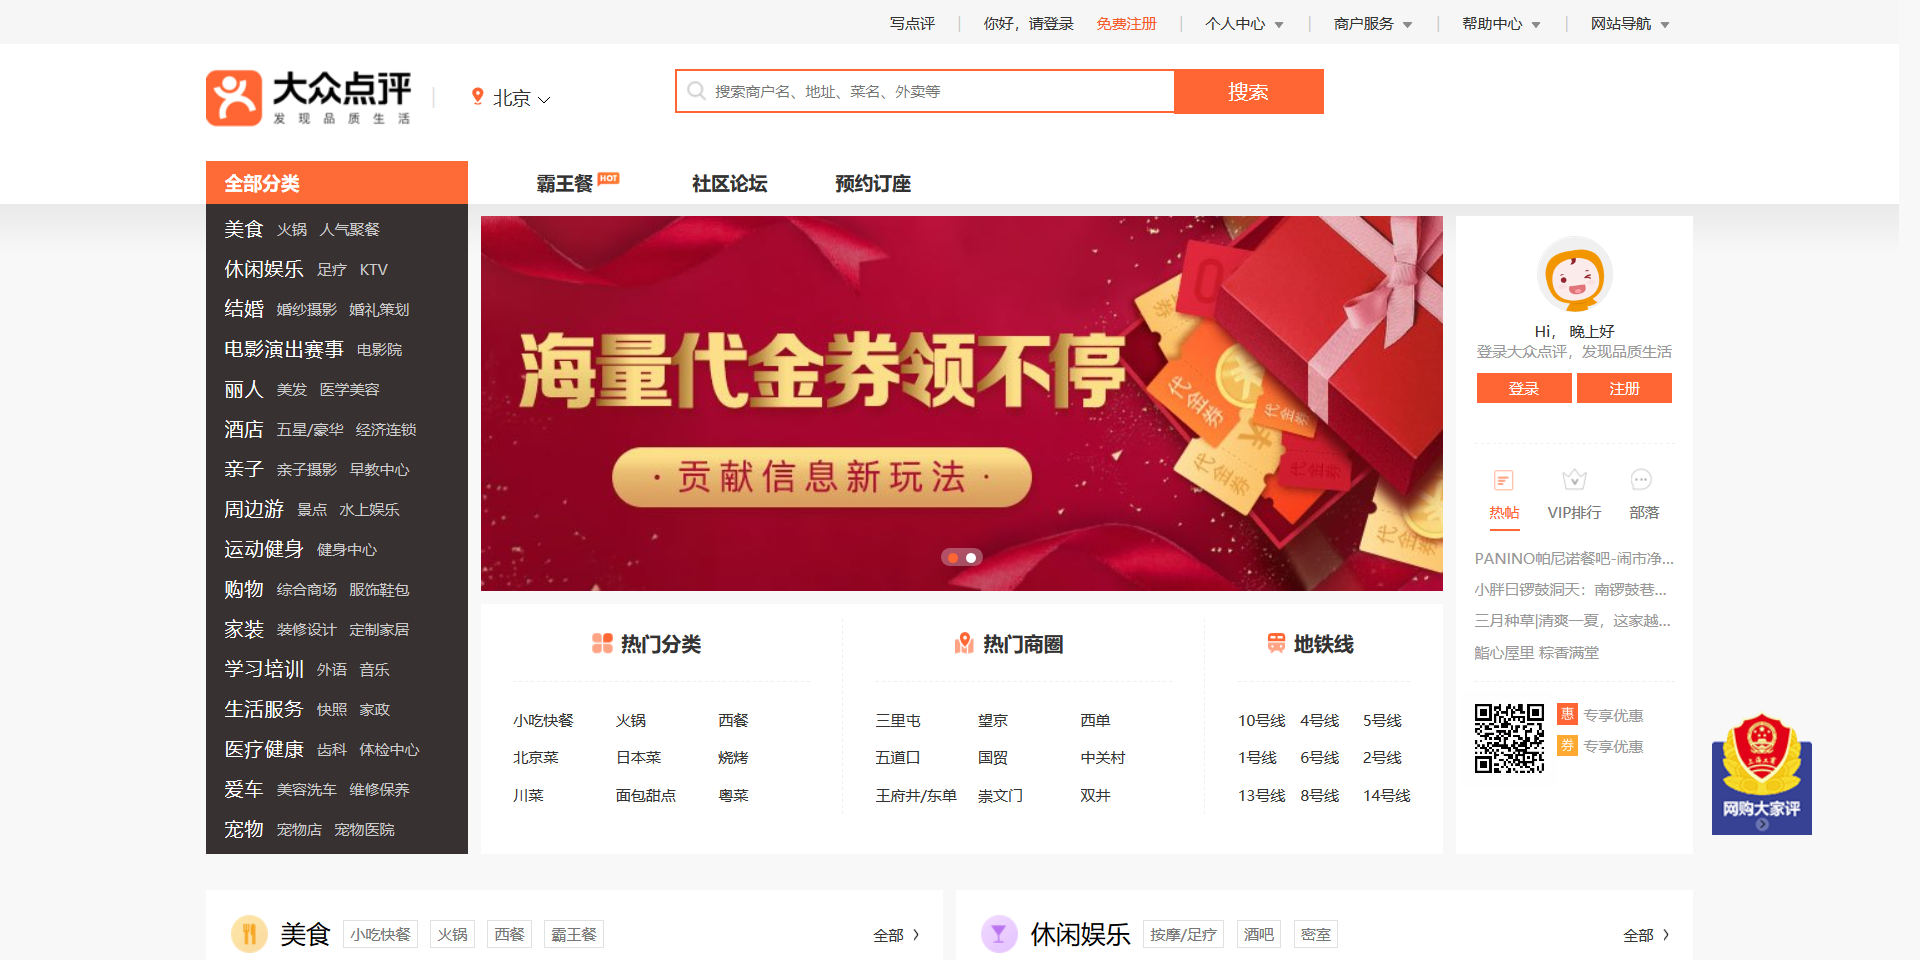 写点评 你好，请登录 免费注册 个人中心 商户服务 帮助中心 网站导航
大众点评
发现品质生活
北京
搜索商户名、地址、菜名、外卖等
搜索
全部分类
霸王餐 HOT 社区论坛 预约订座
美食 火锅 人气聚餐
休闲娱乐 足疗 KTV
结婚 婚纱摄影 婚礼策划
电影演出赛事 电影院
丽人 美发 医学美容
酒店 五星/豪华 经济连锁
亲子 亲子摄影 早教中心
周边游 景点 水上娱乐
运动健身 健身中心
购物 综合商场 服饰鞋包
家装 装修设计 定制家居
学习培训 外语 音乐
生活服务 快照 家政
医疗健康 齿科 体检中心
爱车 美容洗车 维修保养
宠物 宠物店 宠物医院
海量代金券领不停
· 贡献信息新玩法 ·
代金券
代金券
代金券
代金券
热门分类
小吃快餐 火锅 西餐
北京菜 日本菜 烧烤
川菜 面包甜点 粤菜
热门商圈
三里屯 望京 西单
五道口 国贸 中关村
王府井/东单 崇文门 双井
地铁线
10号线 4号线 5号线
1号线 6号线 2号线
13号线 8号线 14号线
Hi， 晚上好
登录大众点评，发现品质生活
登录 注册
热帖 VIP排行 部落
PANINO帕尼诺餐吧-闹市净...
小胖日锣鼓洞天：南锣鼓巷...
三月种草|清爽一夏，这家越...
鮨心屋里 粽香满堂
惠 专享优惠
券 专享优惠
上海工商
网购大家评
美食 小吃快餐 火锅 西餐 霸王餐 全部
休闲娱乐 按摩/足疗 酒吧 密室 全部